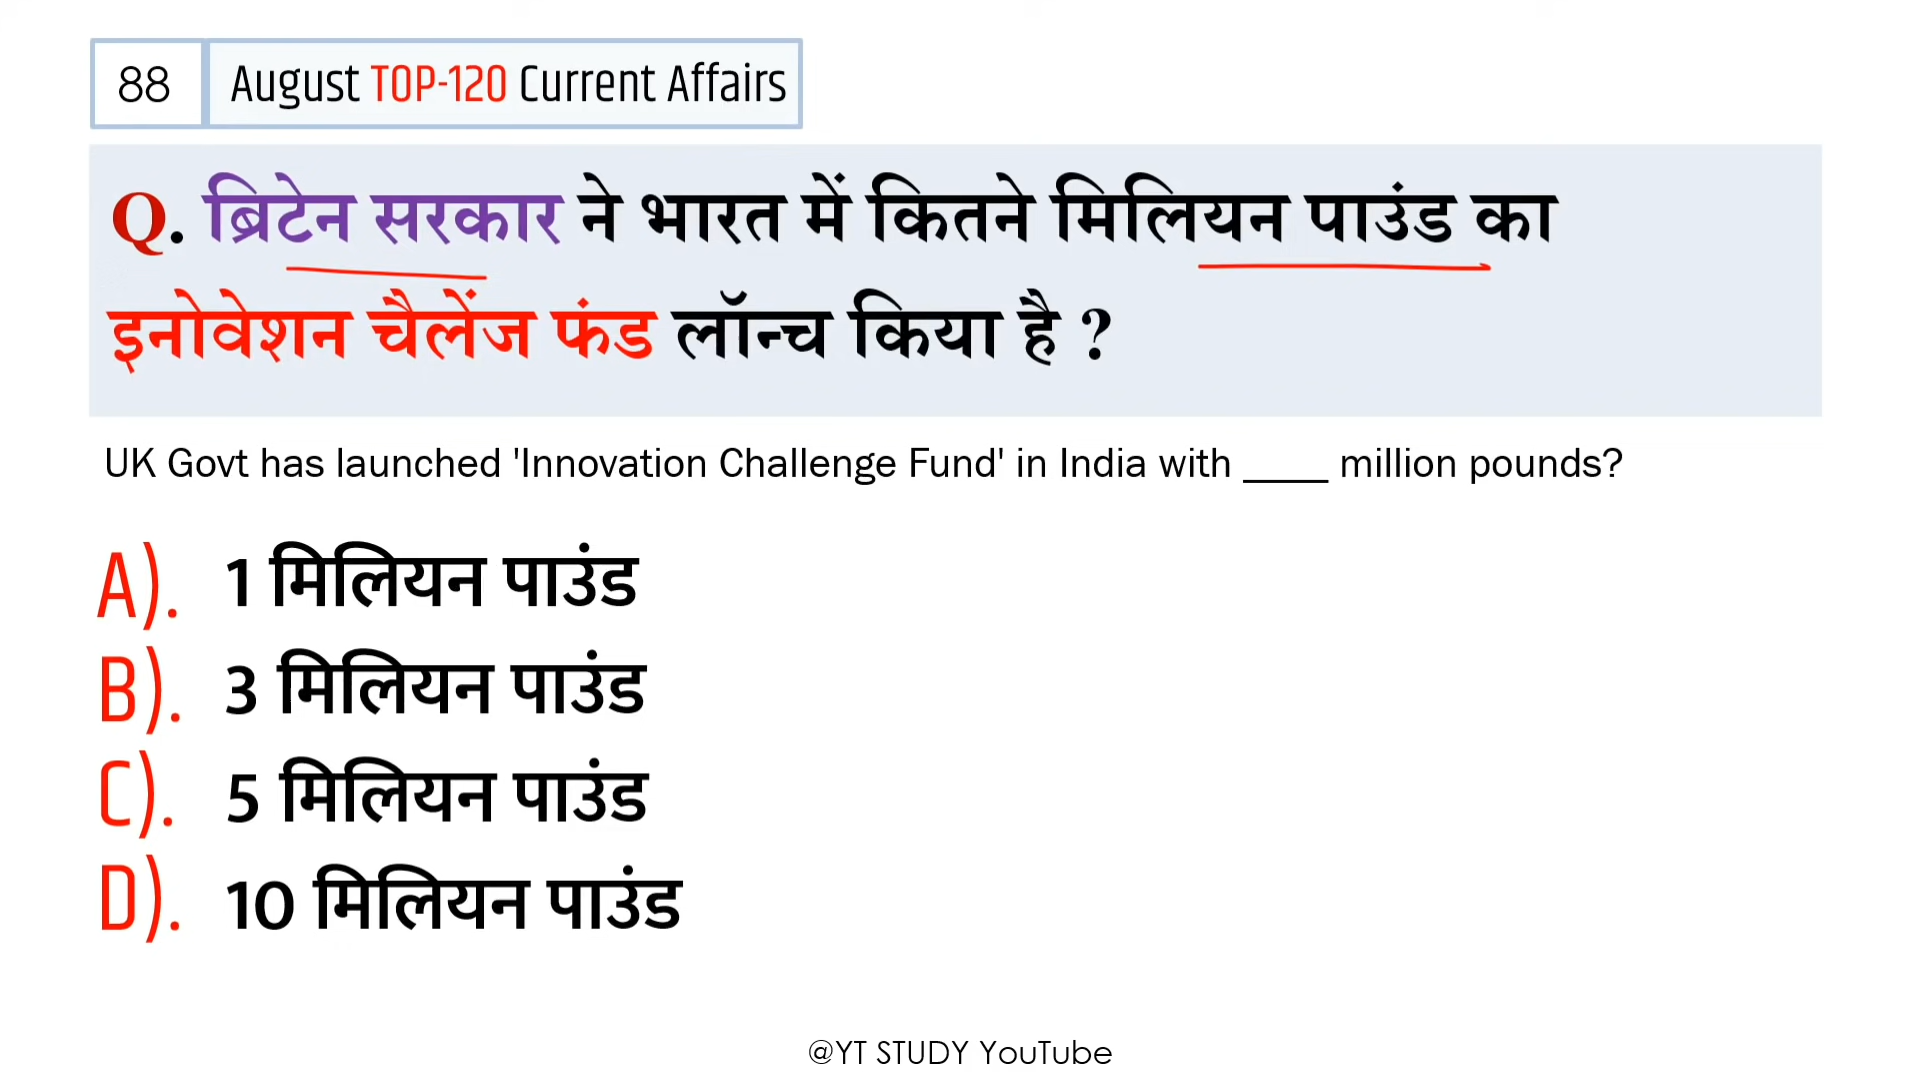 88 August TOP-120 Current Affairs
Q. ब्रिटेन सरकार ने भारत में कितने मिलियन पाउंड का
इनोवेशन चैलेंज फंड लॉन्च किया है ?
UK Govt has launched 'Innovation Challenge Fund' in India with ____ million pounds?
A). 1 मिलियन पाउंड
B). 3 मिलियन पाउंड
C). 5 मिलियन पाउंड
D). 10 मिलियन पाउंड
@YT STUDY YouTube